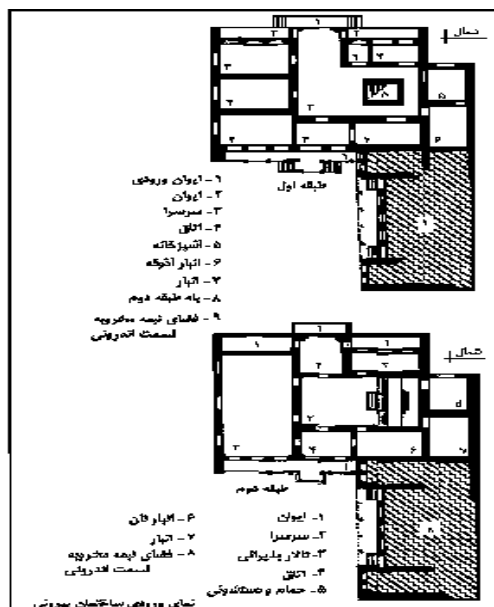 شمال
طبقه اول
۱- ایوان ورودی
۲- ایوان
۳- سرسرا
۴- اتاق
۵- آشپزخانه
۶- انبار آذوقه
۷- انبار
۸- پله طبقه دوم
۹- فضای نیمه مخروبه
قسمت اندرونی
شمال
طبقه دوم
۱- ایوان
۲- سرسرا
۳- تالار پذیرائی
۴- اتاق
۵- حمام و دستشوئی
۶- انبار
۷- انبار
۸- فضای نیمه مخروبه
قسمت اندرونی
نمای ورودی ساختمان بیرونی